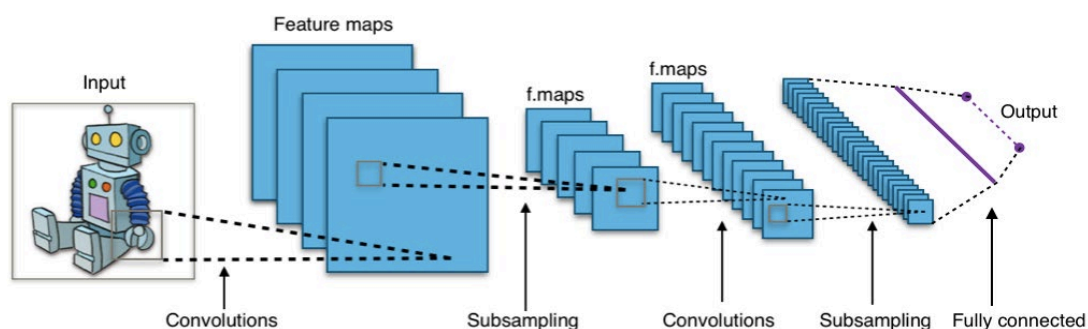 Feature maps
Input
f.maps
f.maps
Output
Convolutions
Subsampling
Convolutions
Subsampling
Fully connected